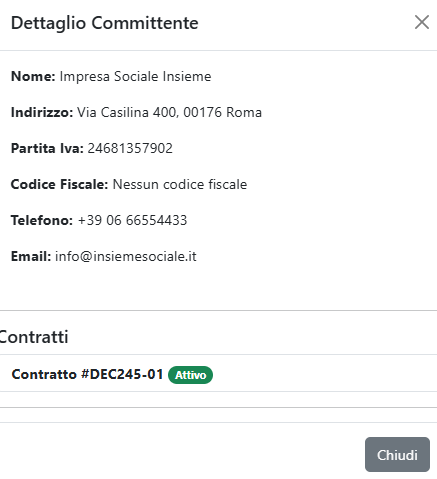 Dettaglio Committente
Nome: Impresa Sociale Insieme
Indirizzo: Via Casilina 400, 00176 Roma
Partita Iva: 24681357902
Codice Fiscale: Nessun codice fiscale
Telefono: +39 06 66554433
Email: info@insiemesociale.it
Contratti
Contratto #DEC245-01 Attivo
Chiudi